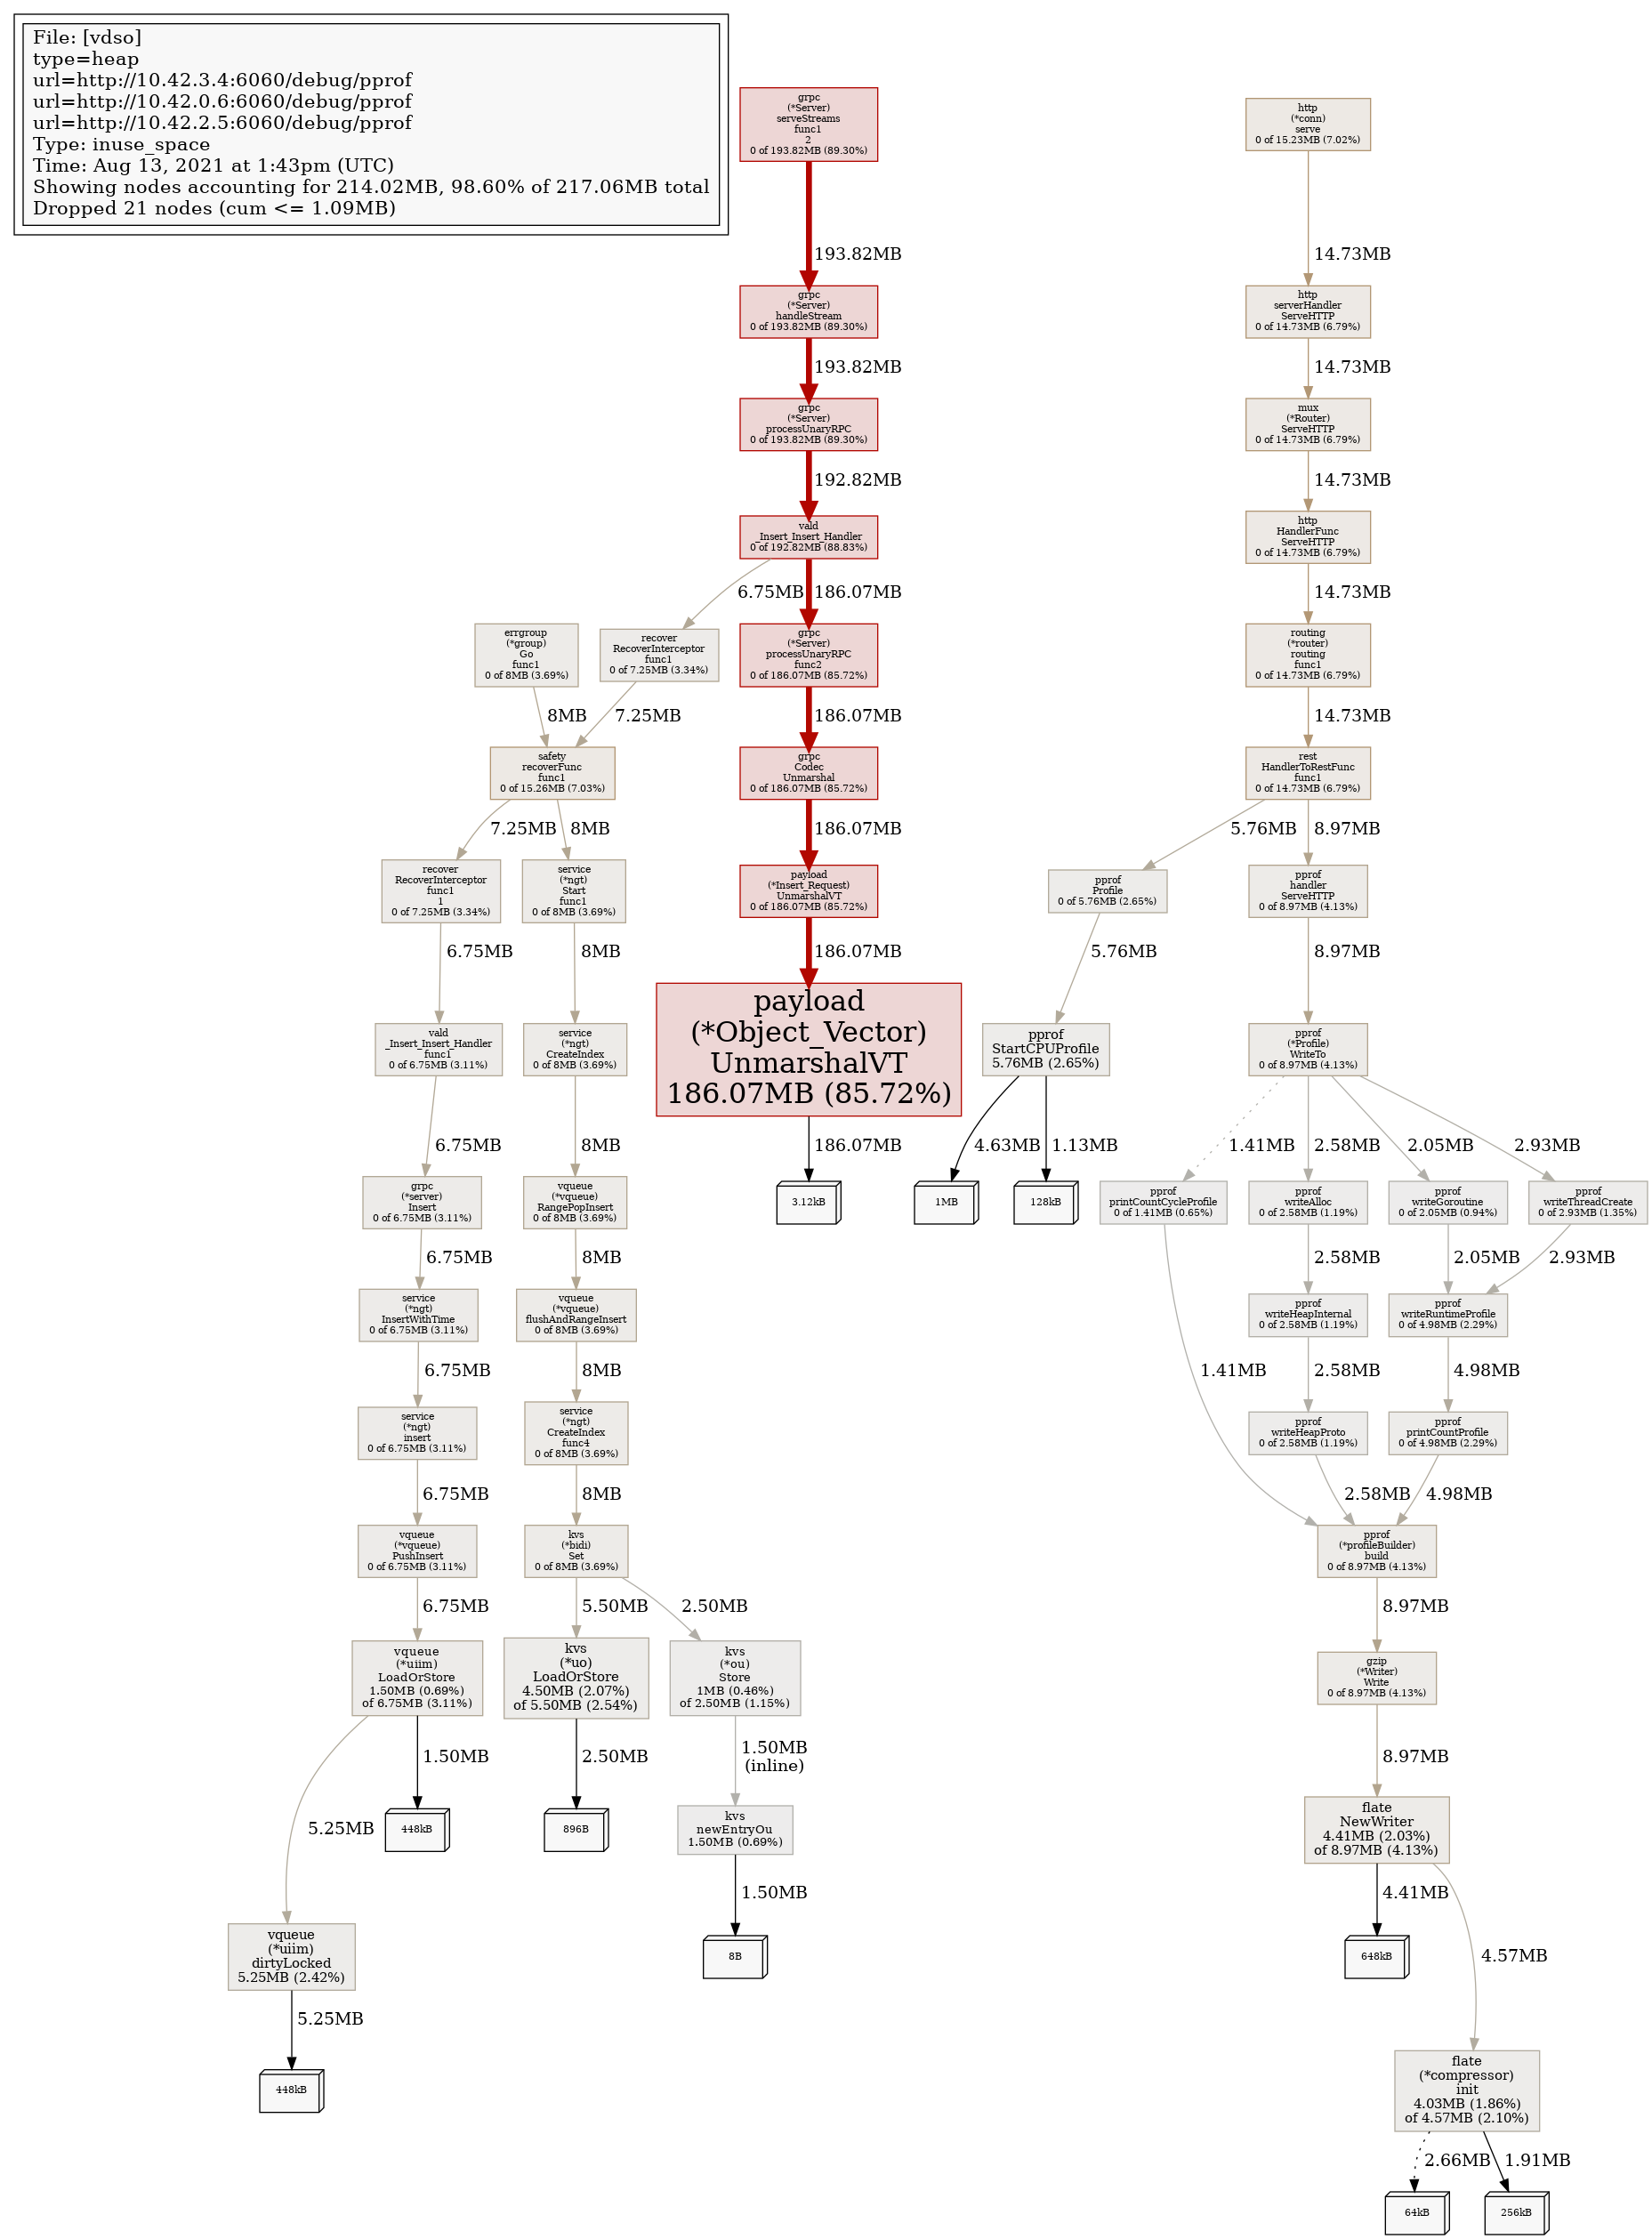 File: [vdso]
type=heap
url=http://10.42.3.4:6060/debug/pprof
url=http://10.42.0.6:6060/debug/pprof
url=http://10.42.2.5:6060/debug/pprof
Type: inuse_space
Time: Aug 13, 2021 at 1:43pm (UTC)
Showing nodes accounting for 214.02MB, 98.60% of 217.06MB total
Dropped 21 nodes (cum <= 1.09MB)
grpc
(*Server)
serveStreams
func1
2
0 of 193.82MB (89.30%)
193.82MB
grpc
(*Server)
handleStream
0 of 193.82MB (89.30%)
193.82MB
grpc
(*Server)
processUnaryRPC
0 of 193.82MB (89.30%)
192.82MB
vald
_Insert_Insert_Handler
0 of 192.82MB (88.83%)
6.75MB
186.07MB
errgroup
(*group)
Go
func1
0 of 8MB (3.69%)
recover
RecoverInterceptor
func1
0 of 7.25MB (3.34%)
grpc
(*Server)
processUnaryRPC
func2
0 of 186.07MB (85.72%)
8MB
7.25MB
186.07MB
safety
recoverFunc
func1
0 of 15.26MB (7.03%)
grpc
Codec
Unmarshal
0 of 186.07MB (85.72%)
7.25MB
8MB
186.07MB
recover
RecoverInterceptor
func1
1
0 of 7.25MB (3.34%)
service
(*ngt)
Start
func1
0 of 8MB (3.69%)
payload
(*Insert_Request)
UnmarshalVT
0 of 186.07MB (85.72%)
6.75MB
8MB
186.07MB
vald
_Insert_Insert_Handler
func1
0 of 6.75MB (3.11%)
service
(*ngt)
CreateIndex
0 of 8MB (3.69%)
payload
(*Object_Vector)
UnmarshalVT
186.07MB (85.72%)
6.75MB
8MB
186.07MB
3.12kB
grpc
(*server)
Insert
0 of 6.75MB (3.11%)
vqueue
(*vqueue)
RangePopInsert
0 of 8MB (3.69%)
6.75MB
8MB
service
(*ngt)
InsertWithTime
0 of 6.75MB (3.11%)
vqueue
(*vqueue)
flushAndRangeInsert
0 of 8MB (3.69%)
6.75MB
8MB
service
(*ngt)
insert
0 of 6.75MB (3.11%)
service
(*ngt)
CreateIndex
func4
0 of 8MB (3.69%)
6.75MB
8MB
vqueue
(*vqueue)
PushInsert
0 of 6.75MB (3.11%)
kvs
(*bidi)
Set
0 of 8MB (3.69%)
6.75MB
5.50MB
2.50MB
vqueue
(*uiim)
LoadOrStore
1.50MB (0.69%)
of 6.75MB (3.11%)
kvs
(*uo)
LoadOrStore
4.50MB (2.07%)
of 5.50MB (2.54%)
kvs
(*ou)
Store
1MB (0.46%)
of 2.50MB (1.15%)
5.25MB
1.50MB
2.50MB
1.50MB
(inline)
448kB
896B
kvs
newEntryOu
1.50MB (0.69%)
1.50MB
8B
vqueue
(*uiim)
dirtyLocked
5.25MB (2.42%)
5.25MB
448kB
http
(*conn)
serve
0 of 15.23MB (7.02%)
14.73MB
http
serverHandler
ServeHTTP
0 of 14.73MB (6.79%)
14.73MB
mux
(*Router)
ServeHTTP
0 of 14.73MB (6.79%)
14.73MB
http
HandlerFunc
ServeHTTP
0 of 14.73MB (6.79%)
14.73MB
routing
(*router)
routing
func1
0 of 14.73MB (6.79%)
14.73MB
rest
HandlerToRestFunc
func1
0 of 14.73MB (6.79%)
5.76MB
8.97MB
pprof
Profile
0 of 5.76MB (2.65%)
pprof
handler
ServeHTTP
0 of 8.97MB (4.13%)
5.76MB
8.97MB
pprof
StartCPUProfile
5.76MB (2.65%)
pprof
(*Profile)
WriteTo
0 of 8.97MB (4.13%)
4.63MB
1.13MB
1.41MB
2.58MB
2.05MB
2.93MB
1MB
128kB
pprof
printCountCycleProfile
0 of 1.41MB (0.65%)
pprof
writeAlloc
0 of 2.58MB (1.19%)
pprof
writeGoroutine
0 of 2.05MB (0.94%)
pprof
writeThreadCreate
0 of 2.93MB (1.35%)
2.58MB
2.05MB
2.93MB
pprof
writeHeapInternal
0 of 2.58MB (1.19%)
pprof
writeRuntimeProfile
0 of 4.98MB (2.29%)
1.41MB
2.58MB
4.98MB
pprof
writeHeapProto
0 of 2.58MB (1.19%)
pprof
printCountProfile
0 of 4.98MB (2.29%)
2.58MB
4.98MB
pprof
(*profileBuilder)
build
0 of 8.97MB (4.13%)
8.97MB
gzip
(*Writer)
Write
0 of 8.97MB (4.13%)
8.97MB
flate
NewWriter
4.41MB (2.03%)
of 8.97MB (4.13%)
4.41MB
648kB
4.57MB
flate
(*compressor)
init
4.03MB (1.86%)
of 4.57MB (2.10%)
2.66MB
1.91MB
64kB
256kB